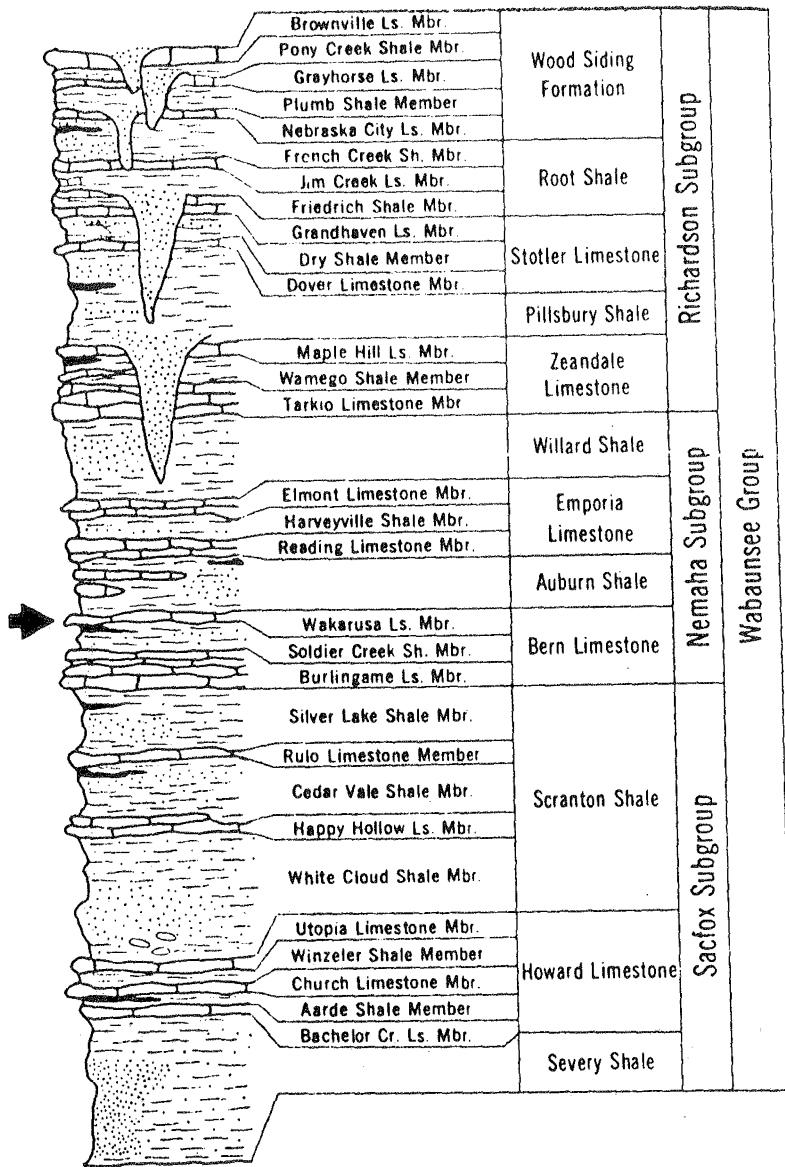 Brownville Ls. Mbr.
Pony Creek Shale Mbr.
Grayhorse Ls. Mbr.
Plumb Shale Member
Nebraska City Ls. Mbr.
French Creek Sh. Mbr.
Jim Creek Ls. Mbr.
Friedrich Shale Mbr.
Grandhaven Ls. Mbr.
Dry Shale Member
Dover Limestone Mbr.
Maple Hill Ls. Mbr.
Wamego Shale Member
Tarkio Limestone Mbr
Elmont Limestone Mbr.
Harveyville Shale Mbr.
Reading Limestone Mbr.
Wakarusa Ls. Mbr.
Soldier Creek Sh. Mbr.
Burlingame Ls. Mbr.
Silver Lake Shale Mbr.
Rulo Limestone Member
Cedar Vale Shale Mbr.
Happy Hollow Ls. Mbr.
White Cloud Shale Mbr.
Utopia Limestone Mbr.
Winzeler Shale Member
Church Limestone Mbr.
Aarde Shale Member
Bachelor Cr. Ls. Mbr.
Wood Siding
Formation
Root Shale
Stotler Limestone
Pillsbury Shale
Zeandale
Limestone
Willard Shale
Emporia
Limestone
Auburn Shale
Bern Limestone
Scranton Shale
Howard Limestone
Severy Shale
Richardson Subgroup
Nemaha Subgroup
Sacfox Subgroup
Wabaunsee Group